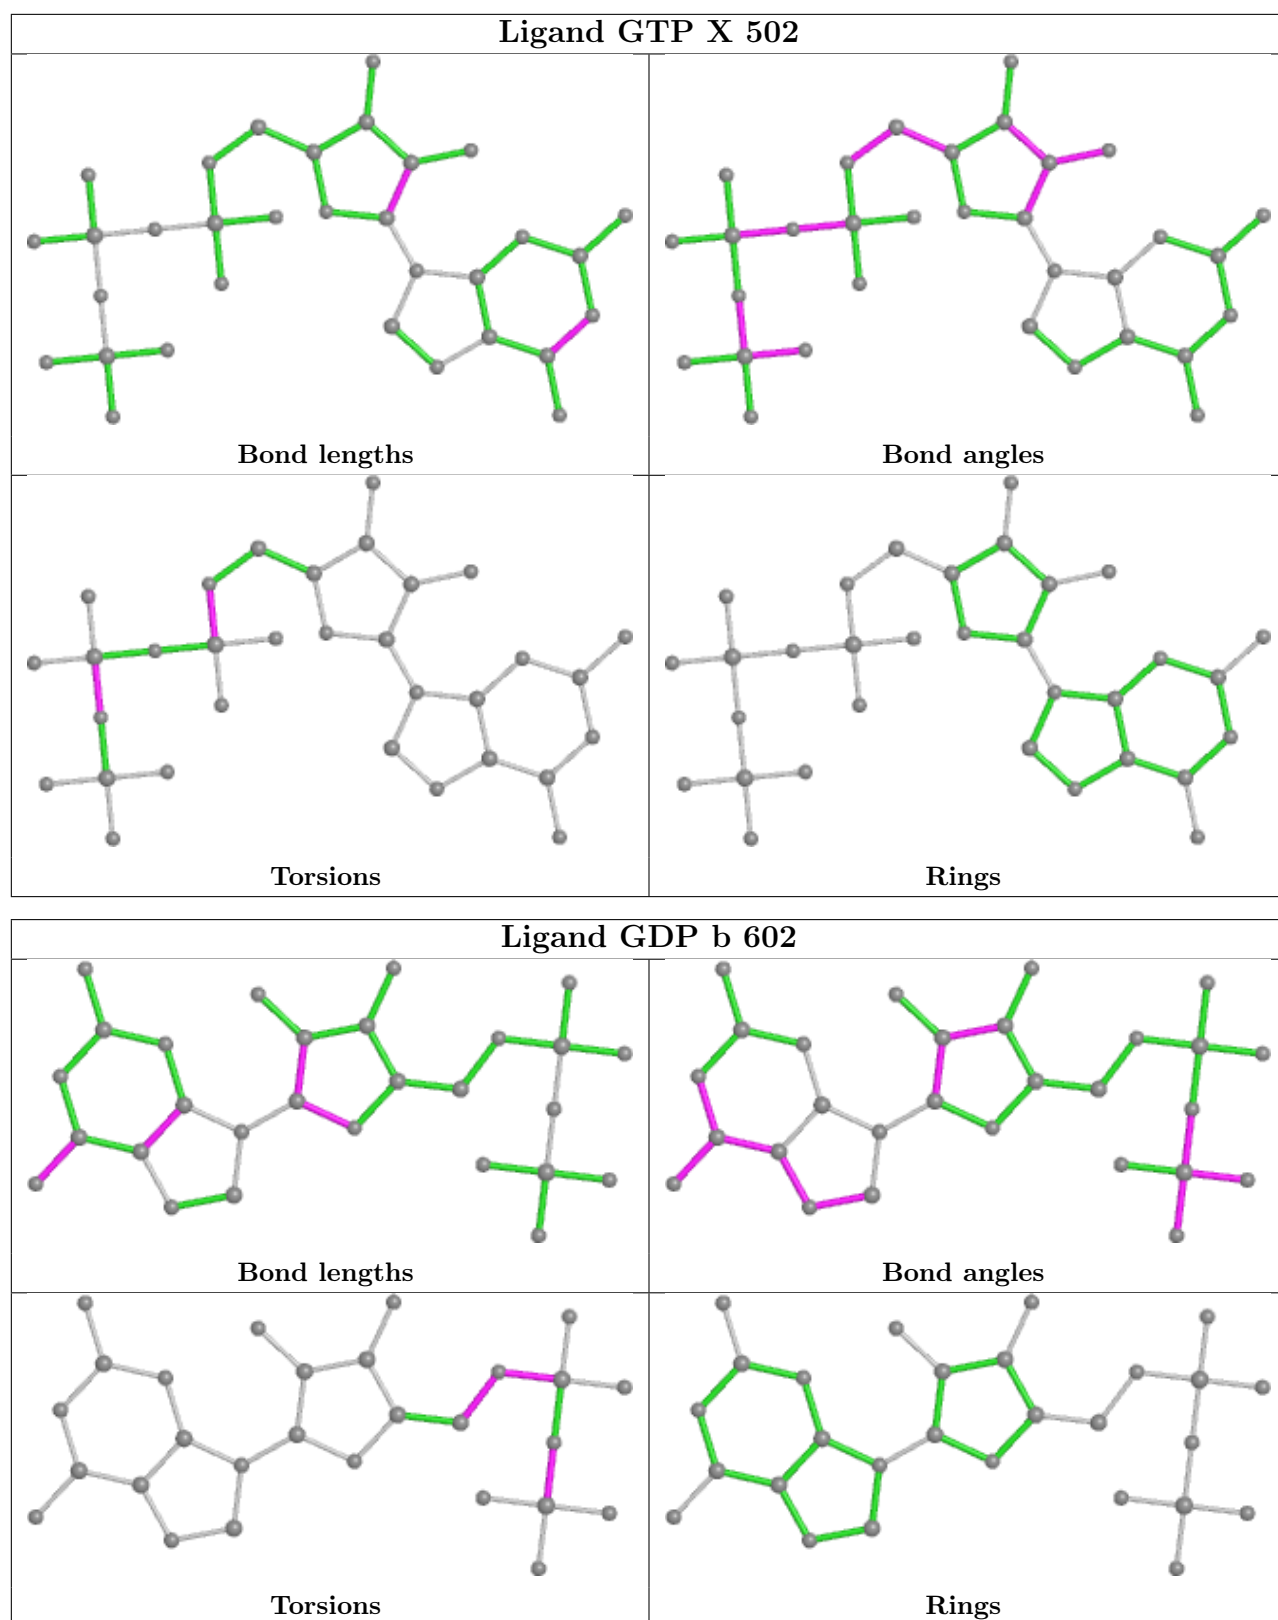 Ligand GTP X 502
Bond lengths
Bond angles
Torsions
Rings
Ligand GDP b 602
Bond lengths
Bond angles
Torsions
Rings